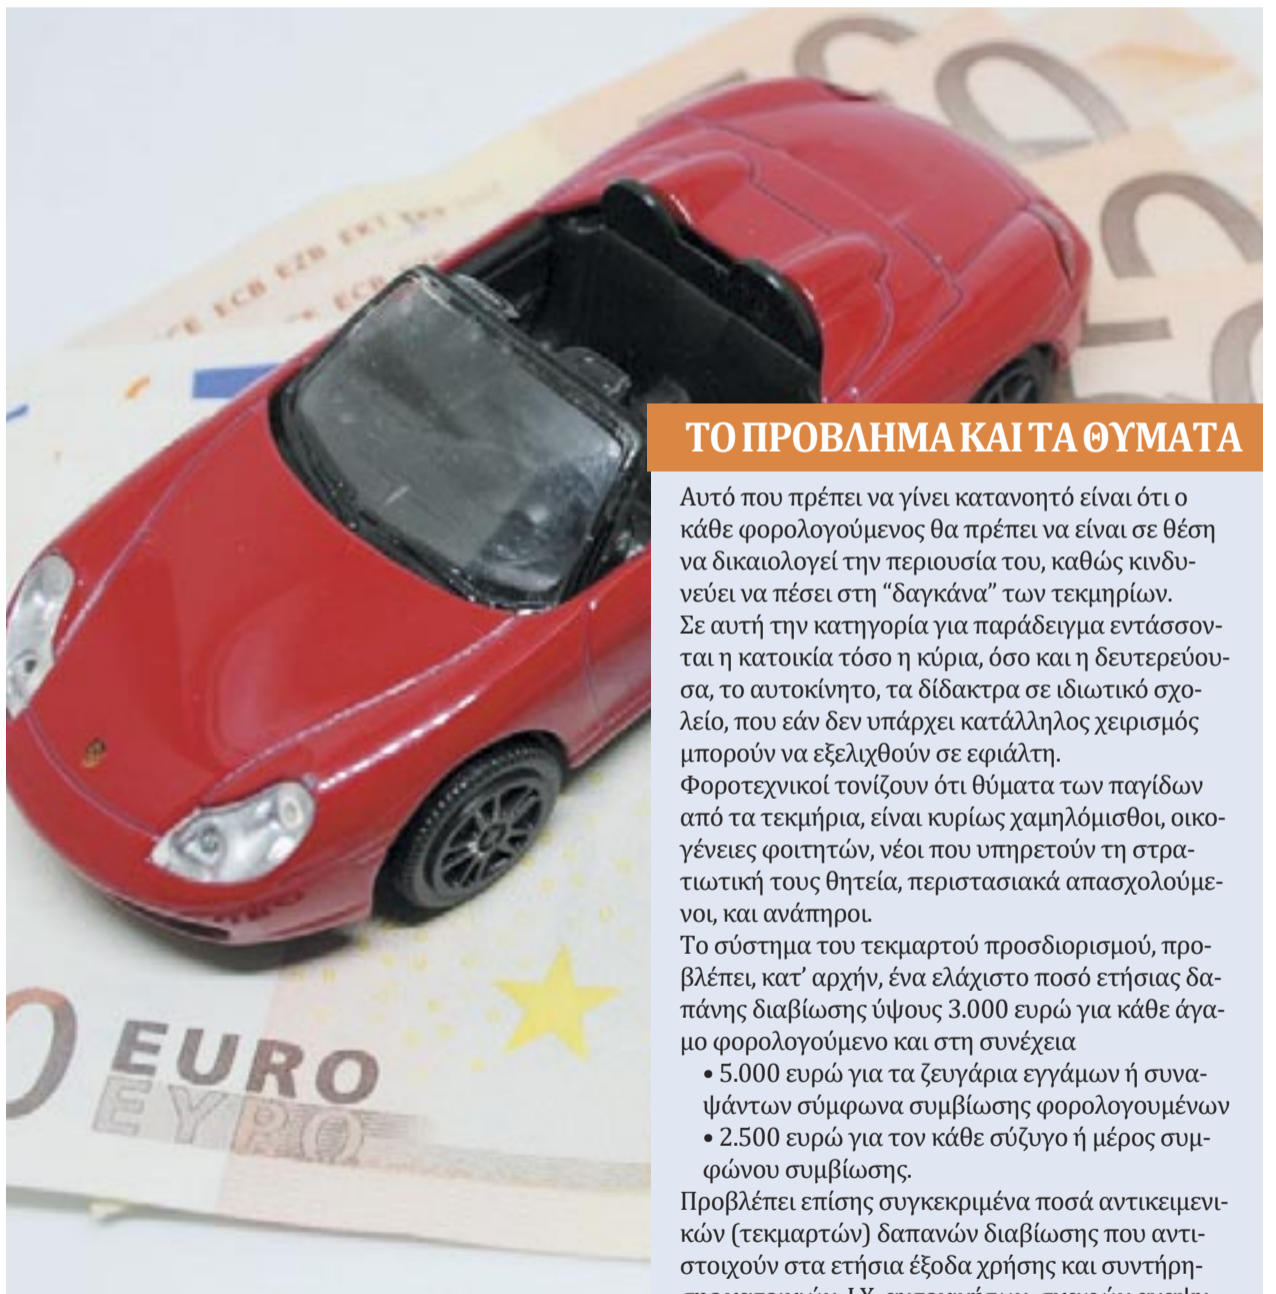 ECB EZB EKT
ECB
EURO
ΕΥΡΩ
ΤΟ ΠΡΟΒΛΗΜΑ ΚΑΙ ΤΑ ΘΥΜΑΤΑ
Αυτό που πρέπει να γίνει κατανοητό είναι ότι ο
κάθε φορολογούμενος θα πρέπει να είναι σε θέση
να δικαιολογεί την περιουσία του, καθώς κινδυ-
νεύει να πέσει στη “δαγκάνα” των τεκμηρίων.
Σε αυτή την κατηγορία για παράδειγμα εντάσσον-
ται η κατοικία τόσο η κύρια, όσο και η δευτερεύου-
σα, το αυτοκίνητο, τα δίδακτρα σε ιδιωτικό σχο-
λείο, που εάν δεν υπάρχει κατάλληλος χειρισμός
μπορούν να εξελιχθούν σε εφιάλτη.
Φοροτεχνικοί τονίζουν ότι θύματα των παγίδων
από τα τεκμήρια, είναι κυρίως χαμηλόμισθοι, οικο-
γένειες φοιτητών, νέοι που υπηρετούν τη στρα-
τιωτική τους θητεία, περιστασιακά απασχολούμε-
νοι, και ανάπηροι.
Το σύστημα του τεκμαρτού προσδιορισμού, προ-
βλέπει, κατ’ αρχήν, ένα ελάχιστο ποσό ετήσιας δα-
πάνης διαβίωσης ύψους 3.000 ευρώ για κάθε άγα-
μο φορολογούμενο και στη συνέχεια
• 5.000 ευρώ για τα ζευγάρια εγγάμων ή συνα-
ψάντων σύμφωνα συμβίωσης φορολογουμένων
• 2.500 ευρώ για τον κάθε σύζυγο ή μέρος συμ-
φώνου συμβίωσης.
Προβλέπει επίσης συγκεκριμένα ποσά αντικειμενι-
κών (τεκμαρτών) δαπανών διαβίωσης που αντι-
στοιχούν στα ετήσια έξοδα χρήσης και συντήρη-